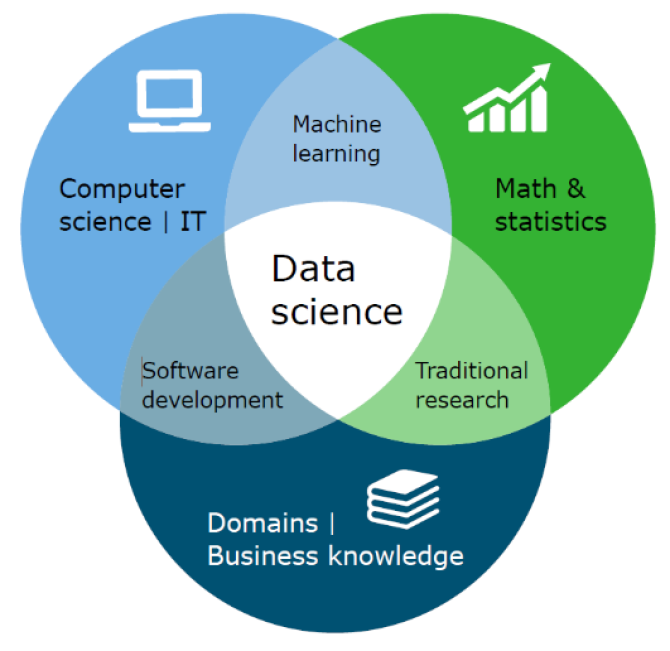 Machine
learning
Computer
science | IT
Math &
statistics
Data
science
Software
development
Traditional
research
Domains |
Business knowledge